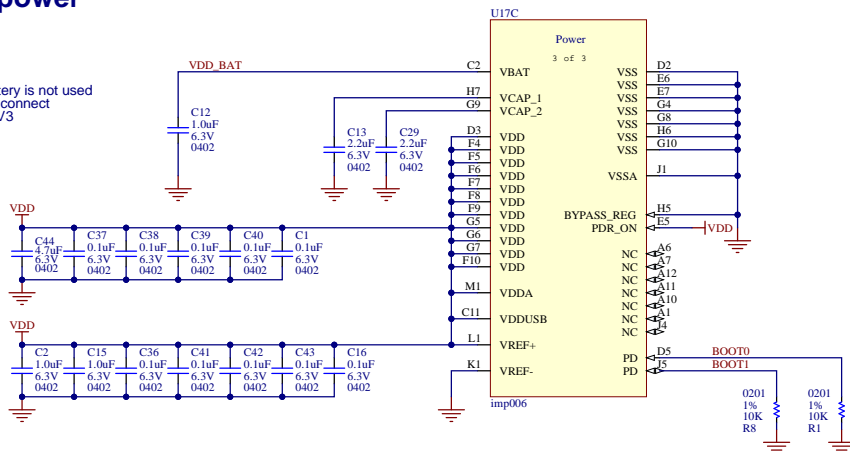 power
tery is not used
connect
V3
VDD_BAT
C12
1.0uF
6.3V
0402
C13
2.2uF
6.3V
0402
C29
2.2uF
6.3V
0402
U17C
Power
3 of 3
C2 VBAT
H7 VCAP_1
G9 VCAP_2
D3 VDD
F4 VDD
F5 VDD
F6 VDD
F7 VDD
F8 VDD
F9 VDD
G5 VDD
G6 VDD
G7 VDD
F10 VDD
M1 VDDA
C11 VDDUSB
L1 VREF+
K1 VREF-
VSS D2
VSS E6
VSS E7
VSS G4
VSS G8
VSS H6
VSS G10
VSSA J1
BYPASS_REG H5
PDR_ON E5 VDD
NC A6
NC A7
NC A12
NC A11
NC A10
NC A1
NC J4
PD D5 BOOT0
PD J5 BOOT1
imp006
VDD
C44
4.7uF
6.3V
0402
C37
0.1uF
6.3V
0402
C38
0.1uF
6.3V
0402
C39
0.1uF
6.3V
0402
C40
0.1uF
6.3V
0402
C1
0.1uF
6.3V
0402
VDD
C2
1.0uF
6.3V
0402
C15
1.0uF
6.3V
0402
C36
0.1uF
6.3V
0402
C41
0.1uF
6.3V
0402
C42
0.1uF
6.3V
0402
C43
0.1uF
6.3V
0402
C16
0.1uF
6.3V
0402
0201
1%
10K
R8
0201
1%
10K
R1